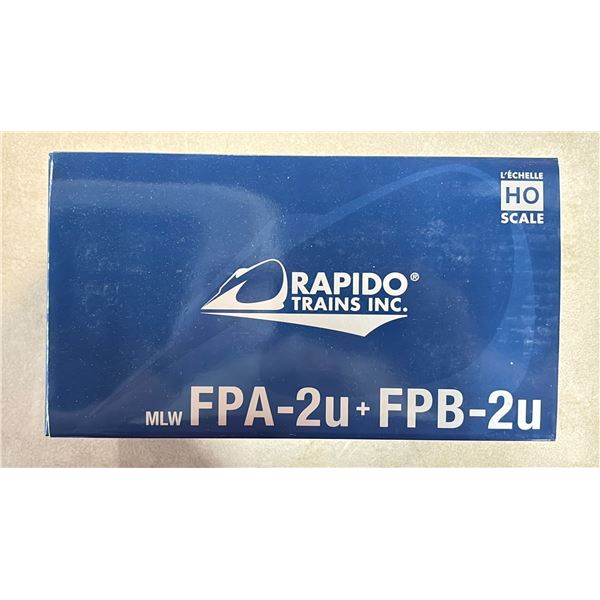 L'ÉCHELLE
HO
SCALE
RAPIDO®
TRAINS INC.
MLW FPA-2u + FPB-2u